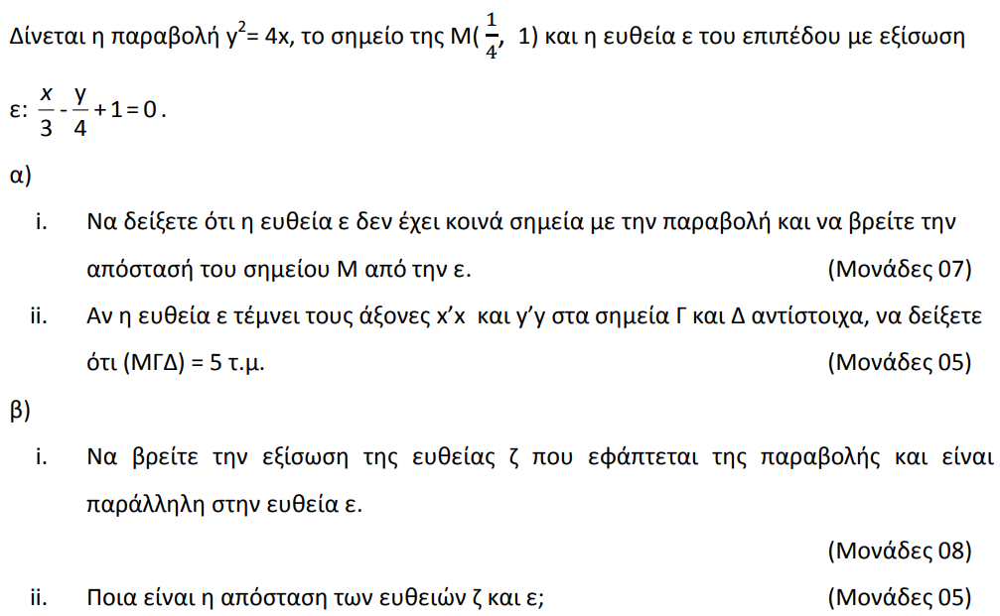 Δίνεται η παραβολή y²= 4x, το σημείο της Μ( 1/4, 1) και η ευθεία ε του επιπέδου με εξίσωση
ε: x/3 - y/4 + 1 = 0 .
α)
i. Να δείξετε ότι η ευθεία ε δεν έχει κοινά σημεία με την παραβολή και να βρείτε την
απόστασή του σημείου Μ από την ε. (Μονάδες 07)
ii. Αν η ευθεία ε τέμνει τους άξονες x’x και y’y στα σημεία Γ και Δ αντίστοιχα, να δείξετε
ότι (ΜΓΔ) = 5 τ.μ. (Μονάδες 05)
β)
i. Να βρείτε την εξίσωση της ευθείας ζ που εφάπτεται της παραβολής και είναι
παράλληλη στην ευθεία ε.
(Μονάδες 08)
ii. Ποια είναι η απόσταση των ευθειών ζ και ε; (Μονάδες 05)